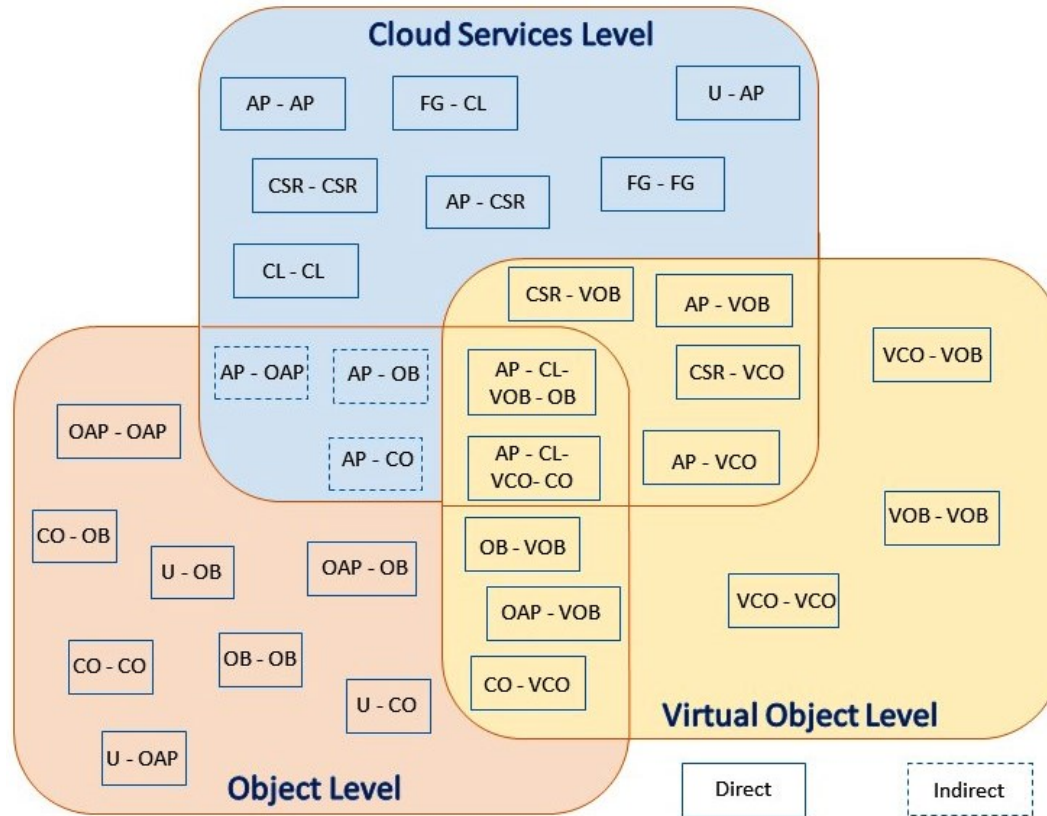 Cloud Services Level
AP - AP
FG - CL
U - AP
CSR - CSR
AP - CSR
FG - FG
CL - CL
CSR - VOB
AP - VOB
VCO - VOB
AP - OAP
AP - OB
AP - CL-
VOB - OB
CSR - VCO
OAP - OAP
AP - CO
AP - CL-
VCO- CO
AP - VCO
VOB - VOB
CO - OB
U - OB
OAP - OB
OB - VOB
VCO - VCO
OAP - VOB
CO - CO
OB - OB
CO - VCO
U - CO
Virtual Object Level
U - OAP
Object Level
Direct
Indirect